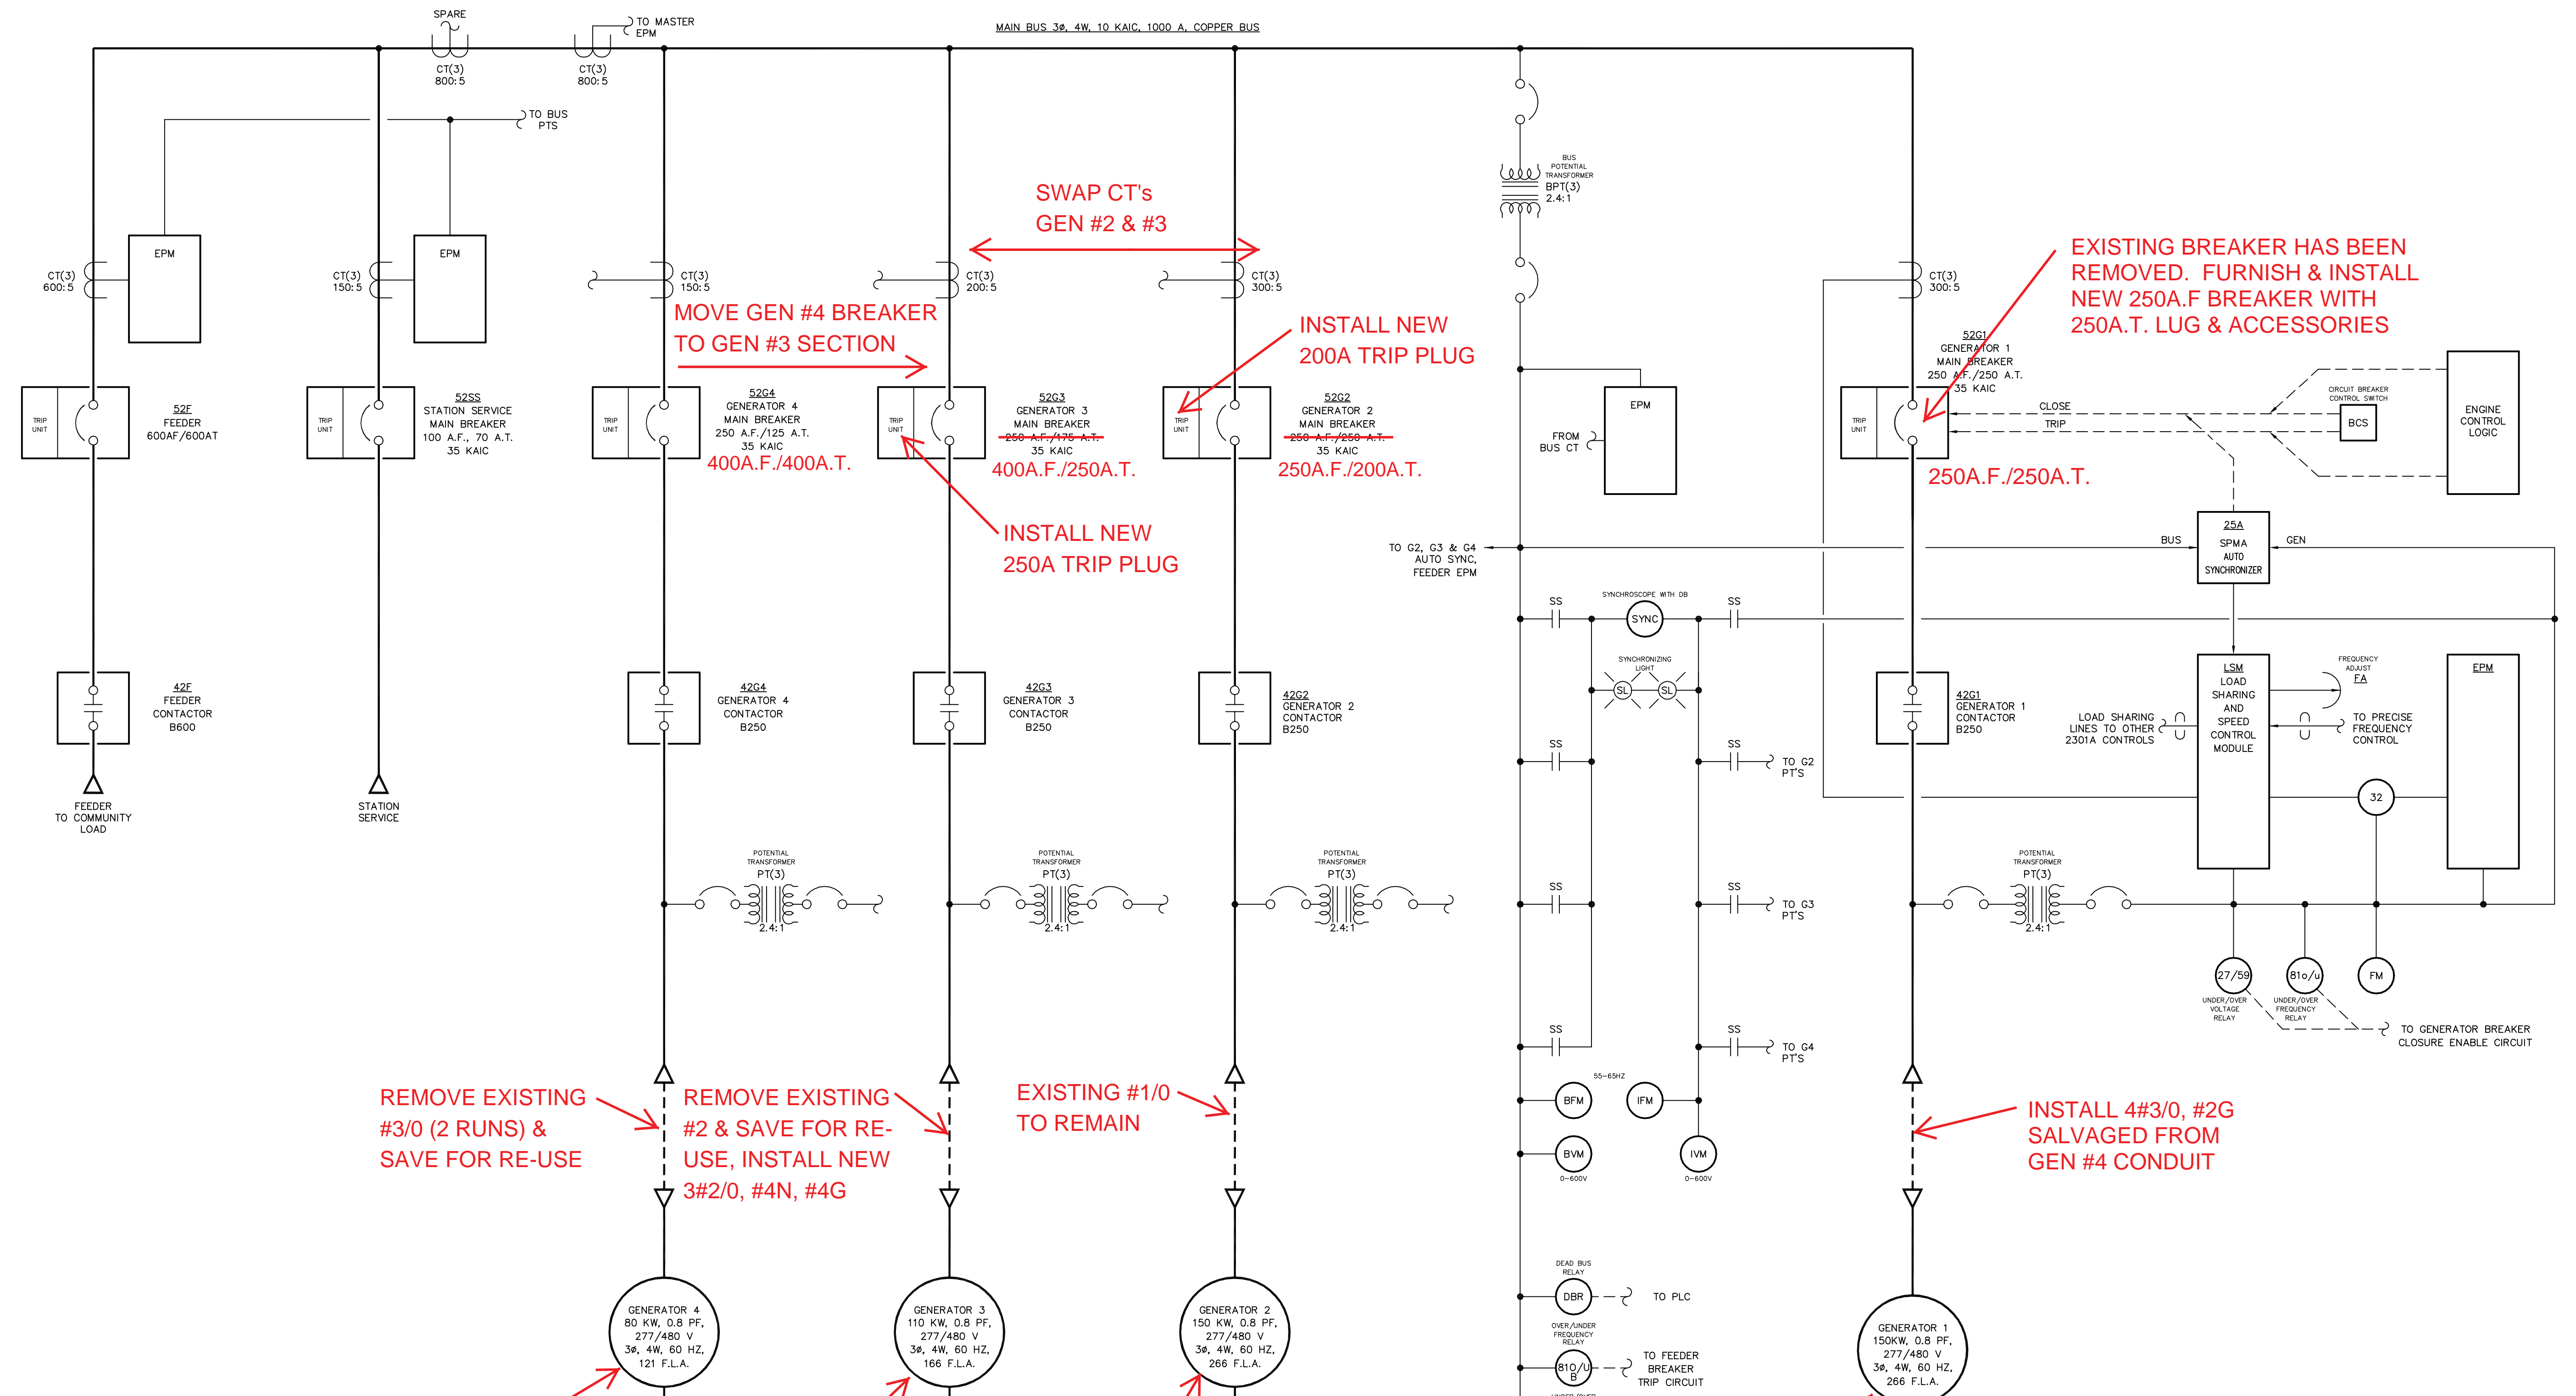 SPARE
TO MASTER
EPM
MAIN BUS 3ø, 4W, 10 KAIC, 1000 A, COPPER BUS
CT(3)
800:5
CT(3)
800:5
TO BUS
PTS
EPM
EPM
CT(3)
600:5
CT(3)
150:5
CT(3)
150:5
CT(3)
200:5
CT(3)
300:5
SWAP CT's
GEN #2 & #3
BUS
POTENTIAL
TRANSFORMER
BPT(3)
2.4:1
CT(3)
300:5
EXISTING BREAKER HAS BEEN
REMOVED. FURNISH & INSTALL
NEW 250A.F BREAKER WITH
250A.T. LUG & ACCESSORIES
MOVE GEN #4 BREAKER
TO GEN #3 SECTION
INSTALL NEW
200A TRIP PLUG
TRIP
UNIT
52F
FEEDER
600AF/600AT
TRIP
UNIT
52SS
STATION SERVICE
MAIN BREAKER
100 A.F., 70 A.T.
35 KAIC
TRIP
UNIT
52G4
GENERATOR 4
MAIN BREAKER
250 A.F./125 A.T.
35 KAIC
400A.F./400A.T.
TRIP
UNIT
52G3
GENERATOR 3
MAIN BREAKER
250 A.F./175 A.T.
35 KAIC
400A.F./250A.T.
TRIP
UNIT
52G2
GENERATOR 2
MAIN BREAKER
250 A.F./250 A.T.
35 KAIC
250A.F./200A.T.
INSTALL NEW
250A TRIP PLUG
FROM
BUS CT
EPM
52G1
GENERATOR 1
MAIN BREAKER
250 A.F./250 A.T.
35 KAIC
TRIP
UNIT
250A.F./250A.T.
CLOSE
TRIP
CIRCUIT BREAKER
CONTROL SWITCH
BCS
ENGINE
CONTROL
LOGIC
TO G2, G3 & G4
AUTO SYNC,
FEEDER EPM
BUS
25A
SPMA
AUTO
SYNCHRONIZER
GEN
SS
SYNCHROSCOPE WITH DB
SYNC
SS
SYNCHRONIZING
LIGHT
SL
SL
42F
FEEDER
CONTACTOR
B600
42G4
GENERATOR 4
CONTACTOR
B250
42G3
GENERATOR 3
CONTACTOR
B250
42G2
GENERATOR 2
CONTACTOR
B250
42G1
GENERATOR 1
CONTACTOR
B250
LOAD SHARING
LINES TO OTHER
2301A CONTROLS
LSM
LOAD
SHARING
AND
SPEED
CONTROL
MODULE
FREQUENCY
ADJUST
FA
TO PRECISE
FREQUENCY
CONTROL
EPM
32
SS
SS
TO G2
PT'S
FEEDER
TO COMMUNITY
LOAD
STATION
SERVICE
POTENTIAL
TRANSFORMER
PT(3)
2.4:1
POTENTIAL
TRANSFORMER
PT(3)
2.4:1
POTENTIAL
TRANSFORMER
PT(3)
2.4:1
SS
SS
TO G3
PT'S
POTENTIAL
TRANSFORMER
PT(3)
2.4:1
27/59
UNDER/OVER
VOLTAGE
RELAY
81o/u
UNDER/OVER
FREQUENCY
RELAY
FM
TO GENERATOR BREAKER
CLOSURE ENABLE CIRCUIT
SS
SS
TO G4
PT'S
REMOVE EXISTING
#3/0 (2 RUNS) &
SAVE FOR RE-USE
REMOVE EXISTING
#2 & SAVE FOR RE-
USE, INSTALL NEW
3#2/0, #4N, #4G
EXISTING #1/0
TO REMAIN
55-65HZ
BFM
IFM
BVM
0-600V
IVM
0-600V
INSTALL 4#3/0, #2G
SALVAGED FROM
GEN #4 CONDUIT
DEAD BUS
RELAY
DBR
TO PLC
OVER/UNDER
FREQUENCY
RELAY
81O/U
B
TO FEEDER
BREAKER
TRIP CIRCUIT
GENERATOR 4
80 KW, 0.8 PF,
277/480 V
3ø, 4W, 60 HZ,
121 F.L.A.
GENERATOR 3
110 KW, 0.8 PF,
277/480 V
3ø, 4W, 60 HZ,
166 F.L.A.
GENERATOR 2
150 KW, 0.8 PF,
277/480 V
3ø, 4W, 60 HZ,
266 F.L.A.
GENERATOR 1
150KW, 0.8 PF,
277/480 V
3ø, 4W, 60 HZ,
266 F.L.A.